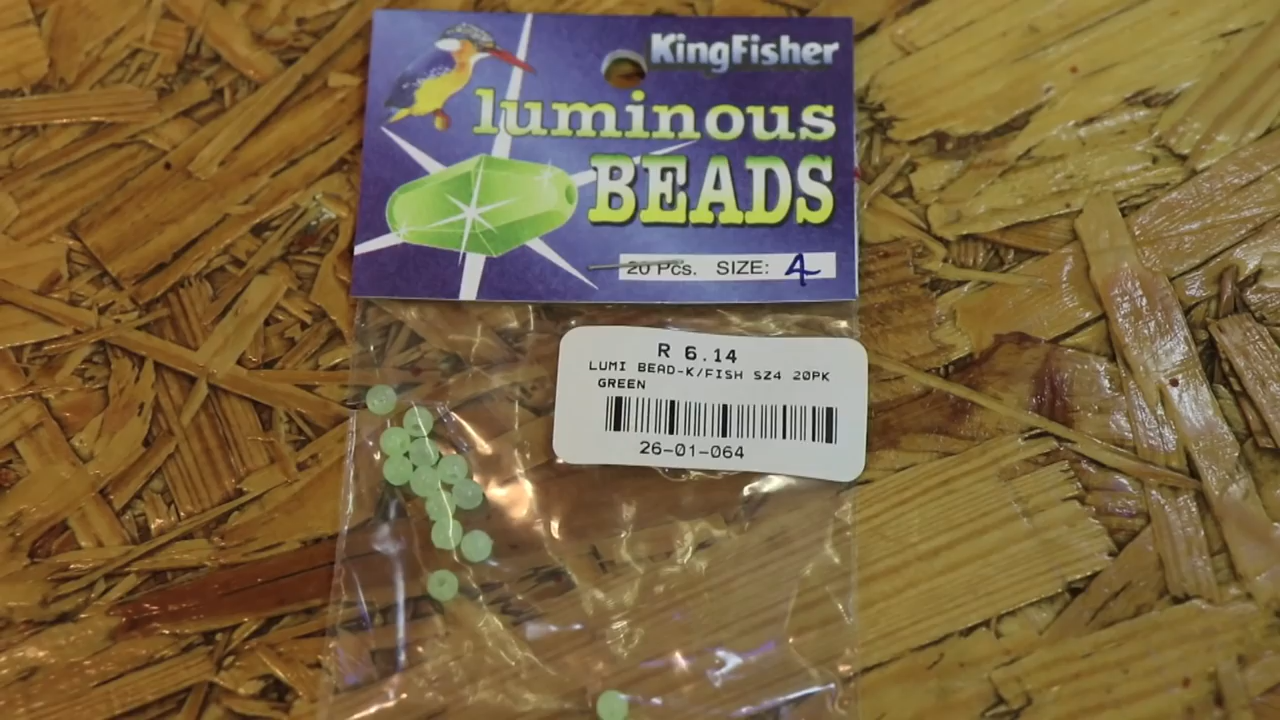 KingFisher
luminous
BEADS
20 Pcs. SIZE: 4
R 6.14
LUMI BEAD-K/FISH SZ4 20PK
GREEN
26-01-064